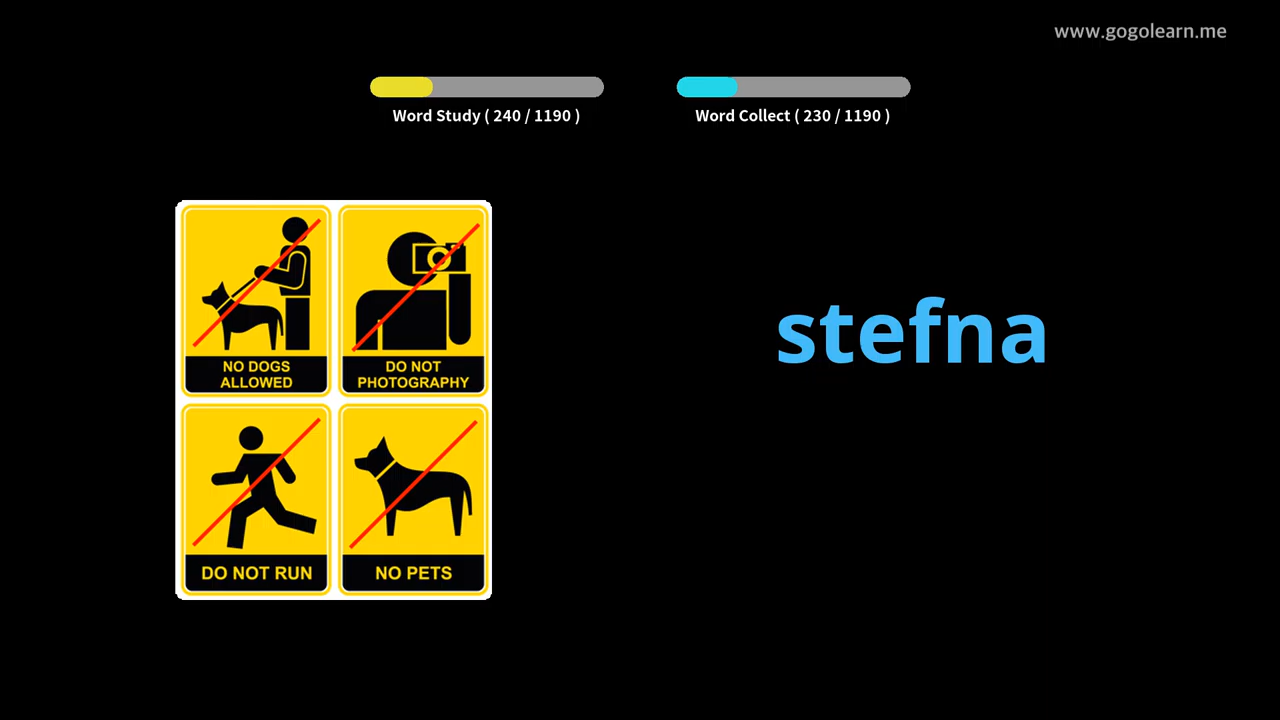 www.gogolearn.me
Word Study ( 240 / 1190 )
Word Collect ( 230 / 1190 )
NO DOGS
ALLOWED
DO NOT
PHOTOGRAPHY
DO NOT RUN
NO PETS
stefna